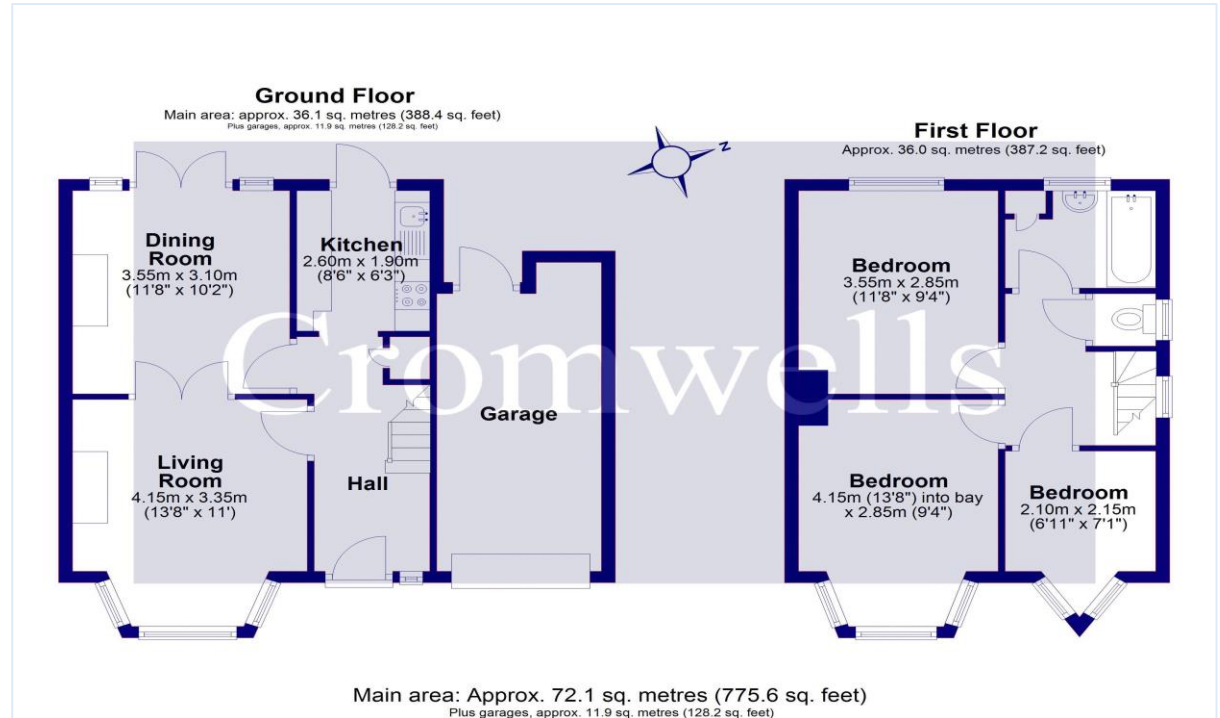 Ground Floor
Main area: approx. 36.1 sq. metres (388.4 sq. feet)
Plus garages, approx. 11.9 sq. metres (128.2 sq. feet)
First Floor
Approx. 36.0 sq. metres (387.2 sq. feet)
N
Dining
Room
3.55m x 3.10m
(11'8" x 10'2")
Kitchen
2.60m x 1.90m
(8'6" x 6'3")
Bedroom
3.55m x 2.85m
(11'8" x 9'4")
Cromwells
Garage
Living
Room
4.15m x 3.35m
(13'8" x 11')
Hall
Bedroom
4.15m (13'8") into bay
x 2.85m (9'4")
Bedroom
2.10m x 2.15m
(6'11" x 7'1")
Main area: Approx. 72.1 sq. metres (775.6 sq. feet)
Plus garages, approx. 11.9 sq. metres (128.2 sq. feet)